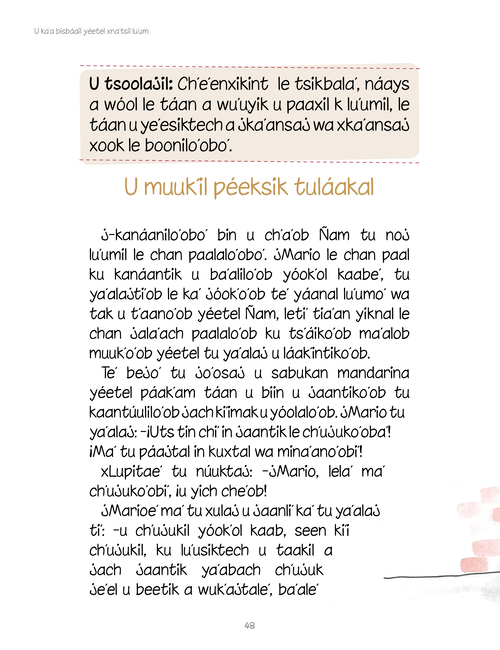 U ka'a bisbáail yéetel xna'tsil lu'um
U tsoolajil: Ch'e'enxikint le tsikbala', náays
a wóol le táan a wu'uyik u paaxil k lu'umil, le
táan u ye'esiktech a jka'ansaj wa xka'ansaj
xook le boonilo'obo'.
U muuk'il péeksik tuláakal
J-kanáanilo'obo' bin u ch'a'ob Ñam tu noj
lu'umil le chan paalalo'obo'. JMario le chan paal
ku kanáantik u ba'alilo'ob yóok'ol kaabe', tu
ya'alajti'ob le ka' jóok'o'ob te' yáanal lu'umo' wa
tak u t'aano'ob yéetel Ñam, leti' tia'an yiknal le
chan jala'ach paalalo'ob ku ts'áiko'ob ma'alob
muuk'o'ob yéetel tu ya'alaj u láak'intiko'ob.
Te' bejo' tu jo'osaj u sabukan mandarina
yéetel páak'am táan u biin u jaantiko'ob tu
kaantúulilo'ob jach ki'imak u yóolalo'ob. JMario tu
ya'alaj: -¡Uts tin chi' in jaantik le ch'ujuko'oba'!
¡Ma' tu páajtal in kuxtal wa mina'ano'obi'!
xLupitae' tu núuktaj: -JMario, lela' ma'
ch'ujuko'obi', ¡u yich che'ob!
JMarioe' ma' tu xulaj u jaanli' ka' tu ya'alaj
ti': -u ch'ujukil yóok'ol kaab, seen ki'i
ch'ujukil, ku lu'usiktech u taakil a
jach jaantik ya'abach ch'ujuk
je'el u beetik a wuk'ajtale', ba'ale'
48